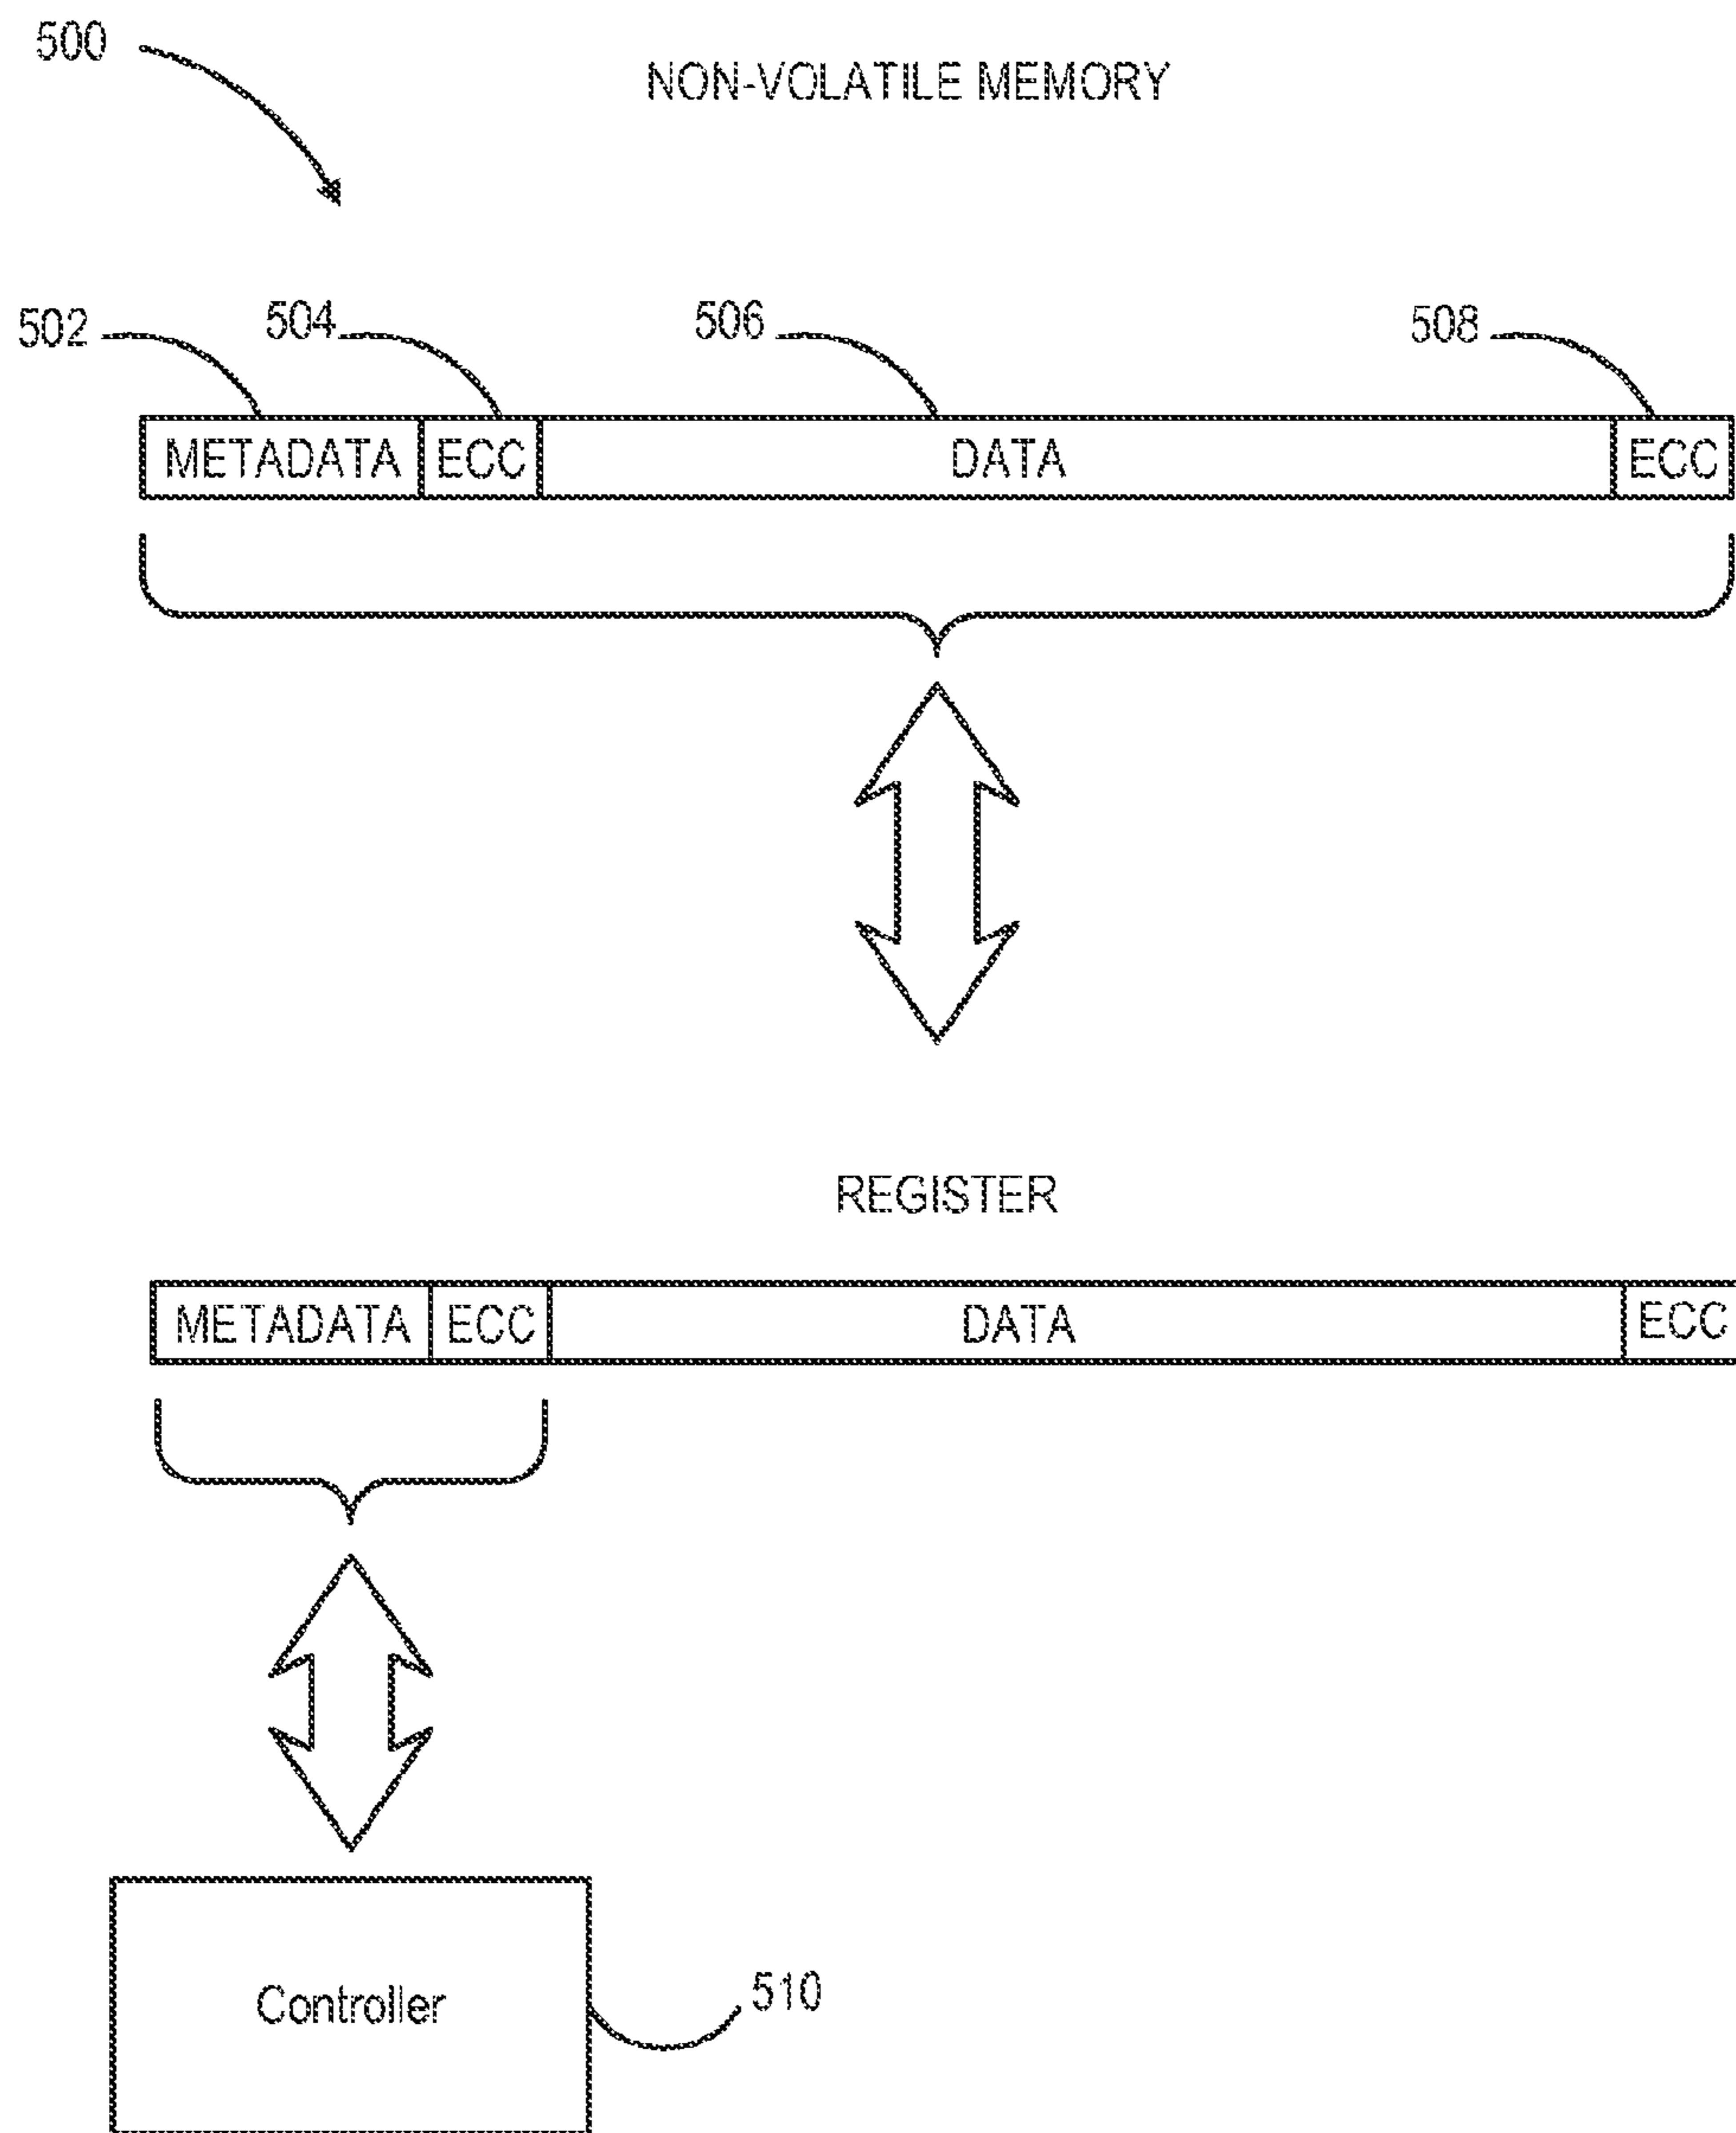 500
NON-VOLATILE MEMORY
502 504 506 508
METADATA ECC DATA ECC
REGISTER
METADATA ECC DATA ECC
Controller
510